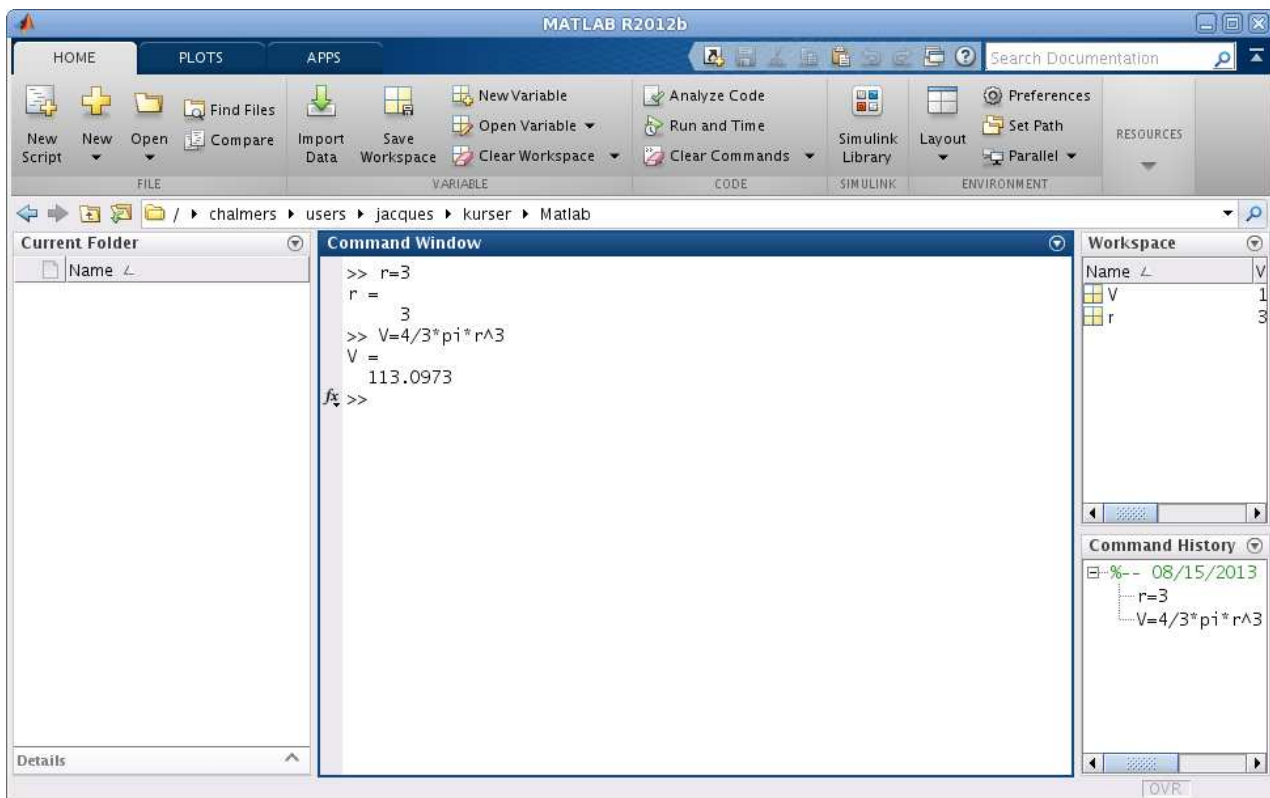 MATLAB R2012b
HOME PLOTS APPS Search Documentation
New Script
New
Open
Find Files
Compare
FILE
Import Data
Save Workspace
New Variable
Open Variable
Clear Workspace
VARIABLE
Analyze Code
Run and Time
Clear Commands
CODE
Simulink Library
SIMULINK
Layout
Preferences
Set Path
Parallel
ENVIRONMENT
RESOURCES
/ chalmers users jacques kurser Matlab
Current Folder
Name
Details
Command Window
>> r=3
r =
3
>> V=4/3*pi*r^3
V =
113.0973
fx >>
Workspace
Name V
V 1
r 3
Command History
%-- 08/15/2013
r=3
V=4/3*pi*r^3
OVR